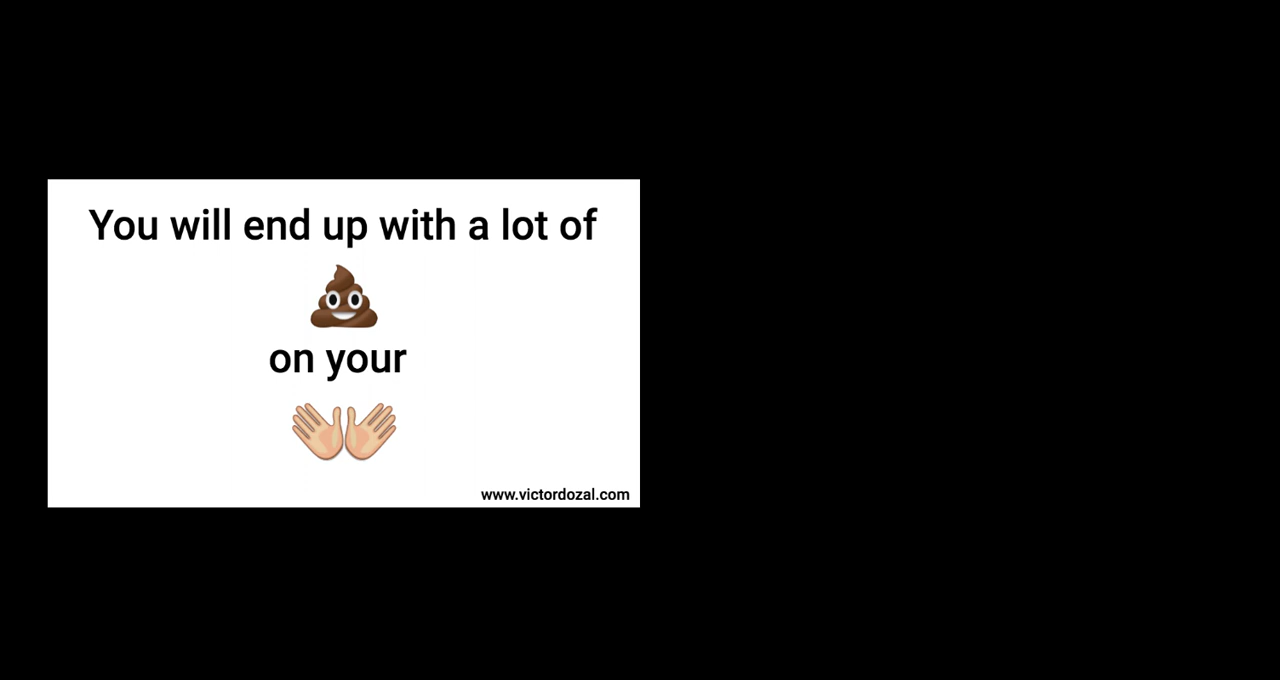 You will end up with a lot of
💩
on your
👐🏼
www.victordozal.com